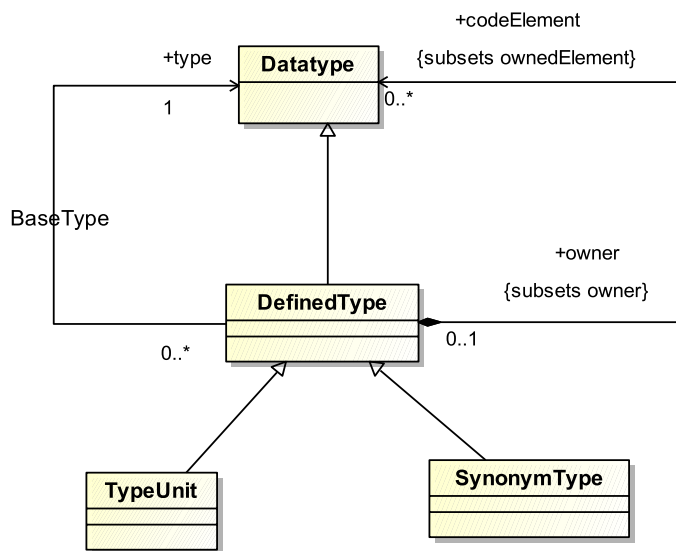 +codeElement
+type
Datatype
{subsets ownedElement}
1
0..*
BaseType
+owner
DefinedType
{subsets owner}
0..*
0..1
TypeUnit
SynonymType